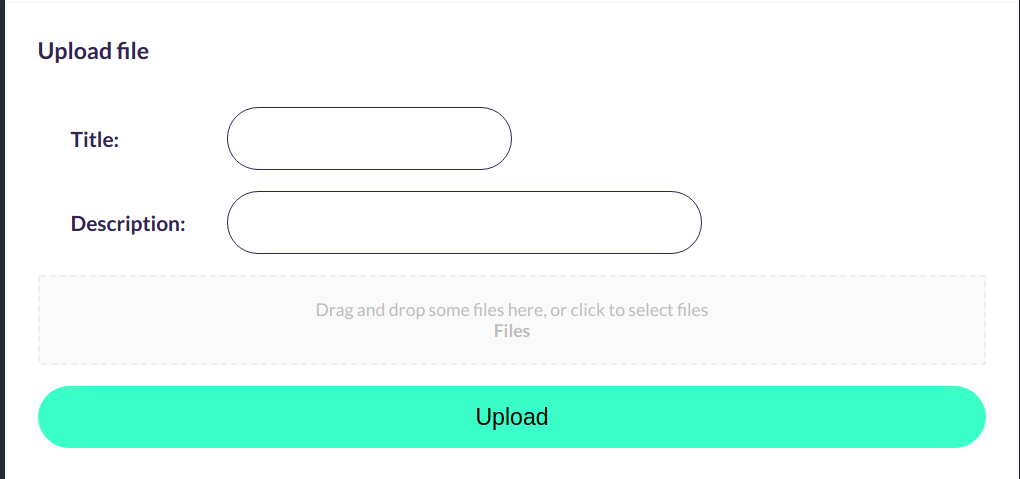 Upload file
Title:
Description:
Drag and drop some files here, or click to select files
Files
Upload